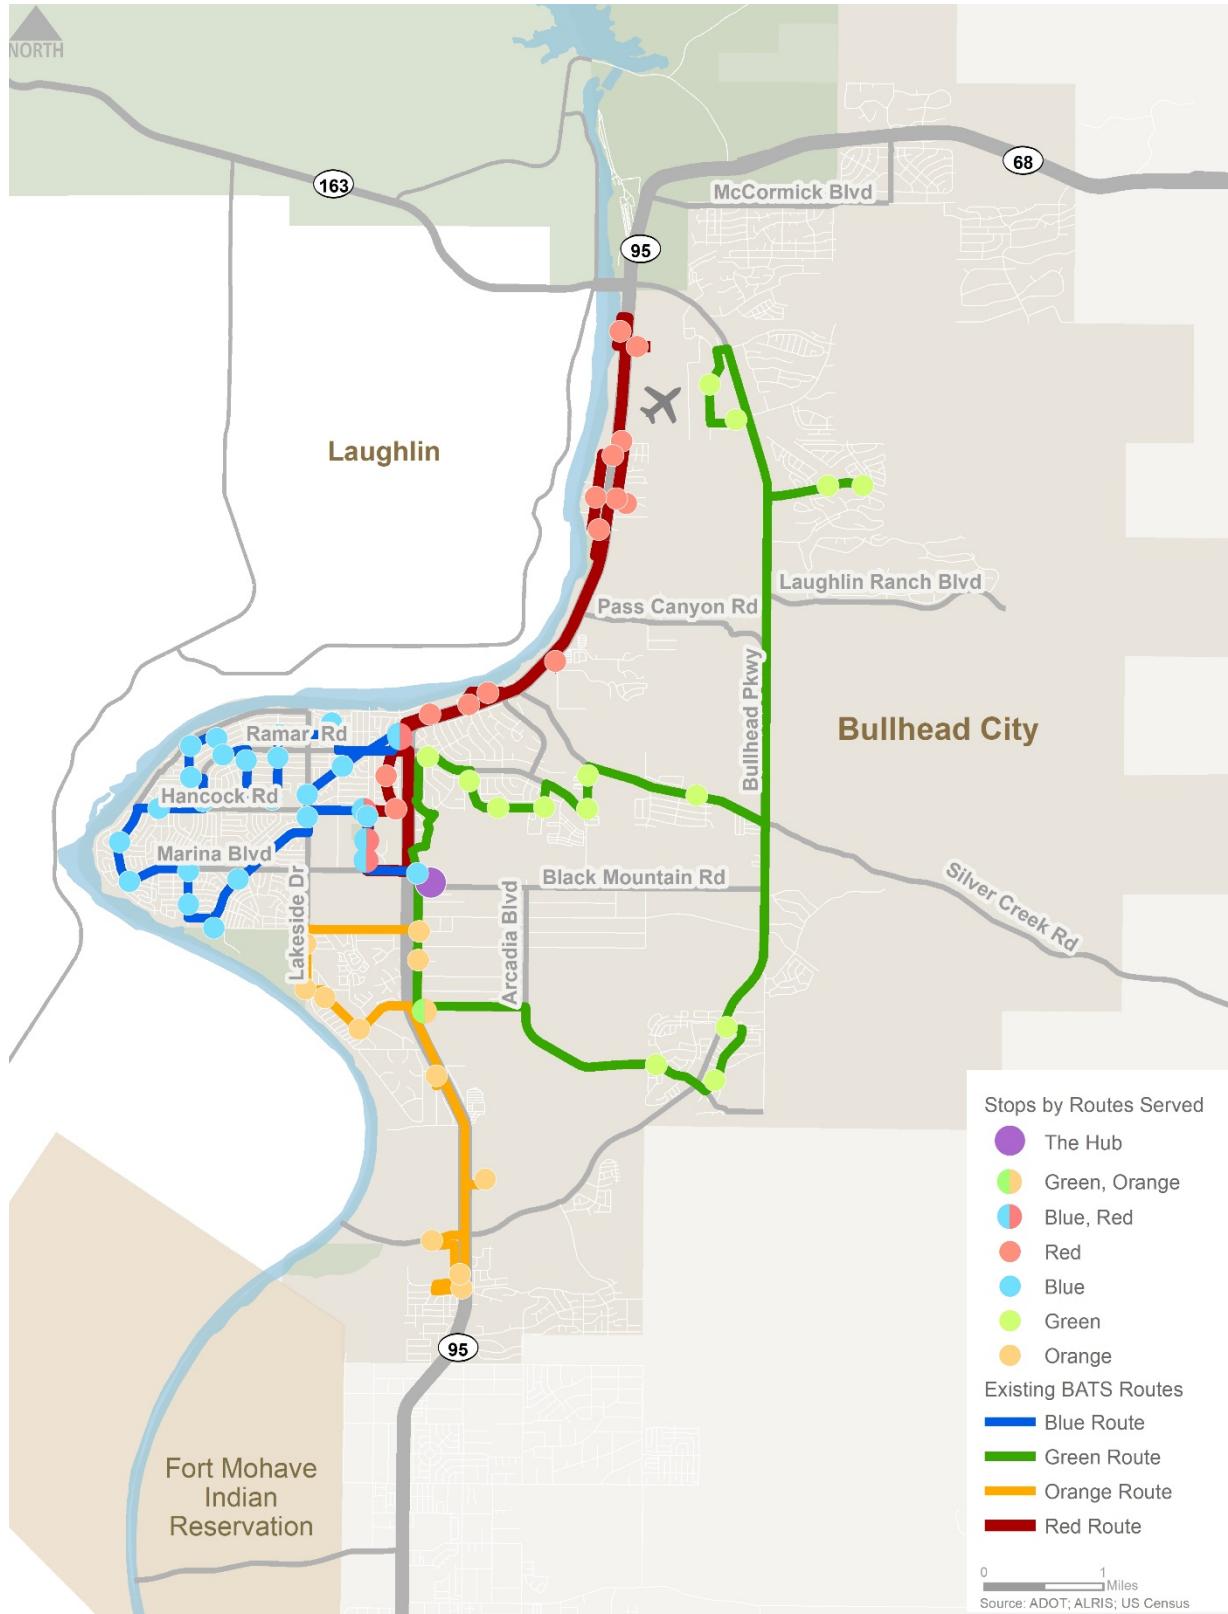 NORTH
68
163
McCormick Blvd
95
Laughlin
Laughlin Ranch Blvd
Pass Canyon Rd
Bullhead Pkwy
Bullhead City
Ramar Rd
Hancock Rd
Marina Blvd
Lakeside Dr
Black Mountain Rd
Arcadia Blvd
Silver Creek Rd
95
Fort Mohave
Indian
Reservation
Stops by Routes Served
The Hub
Green, Orange
Blue, Red
Red
Blue
Green
Orange
Existing BATS Routes
Blue Route
Green Route
Orange Route
Red Route
0 1
Miles
Source: ADOT; ALRIS; US Census